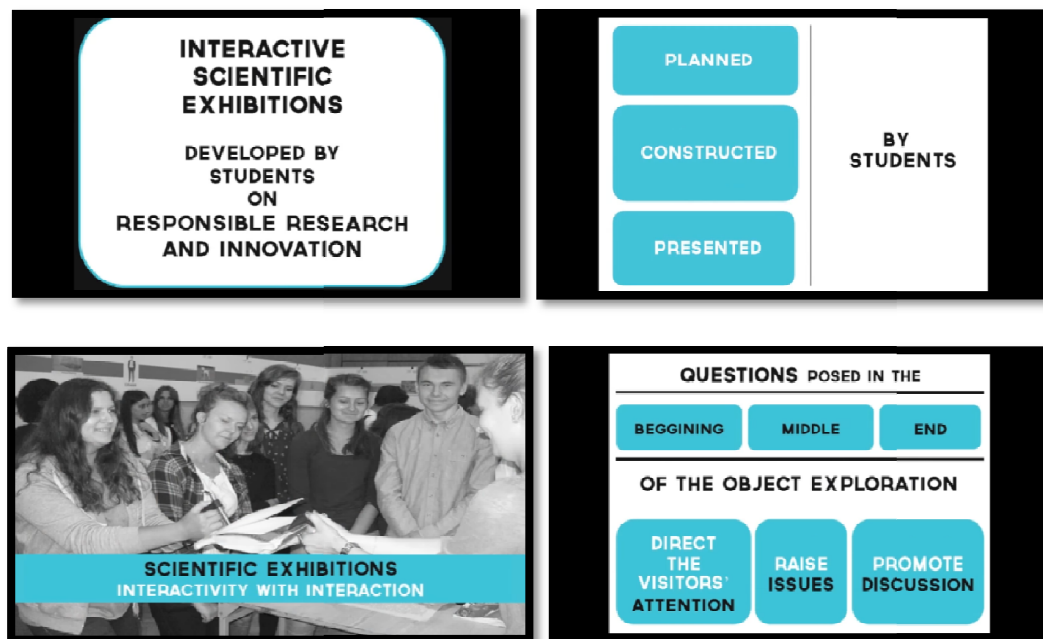 INTERACTIVE
SCIENTIFIC
EXHIBITIONS
DEVELOPED BY
STUDENTS
ON
RESPONSIBLE RESEARCH
AND INNOVATION
PLANNED
CONSTRUCTED
PRESENTED
BY
STUDENTS
SCIENTIFIC EXHIBITIONS
INTERACTIVITY WITH INTERACTION
QUESTIONS POSED IN THE
BEGGINING
MIDDLE
END
OF THE OBJECT EXPLORATION
DIRECT
THE
VISITORS'
ATTENTION
RAISE
ISSUES
PROMOTE
DISCUSSION